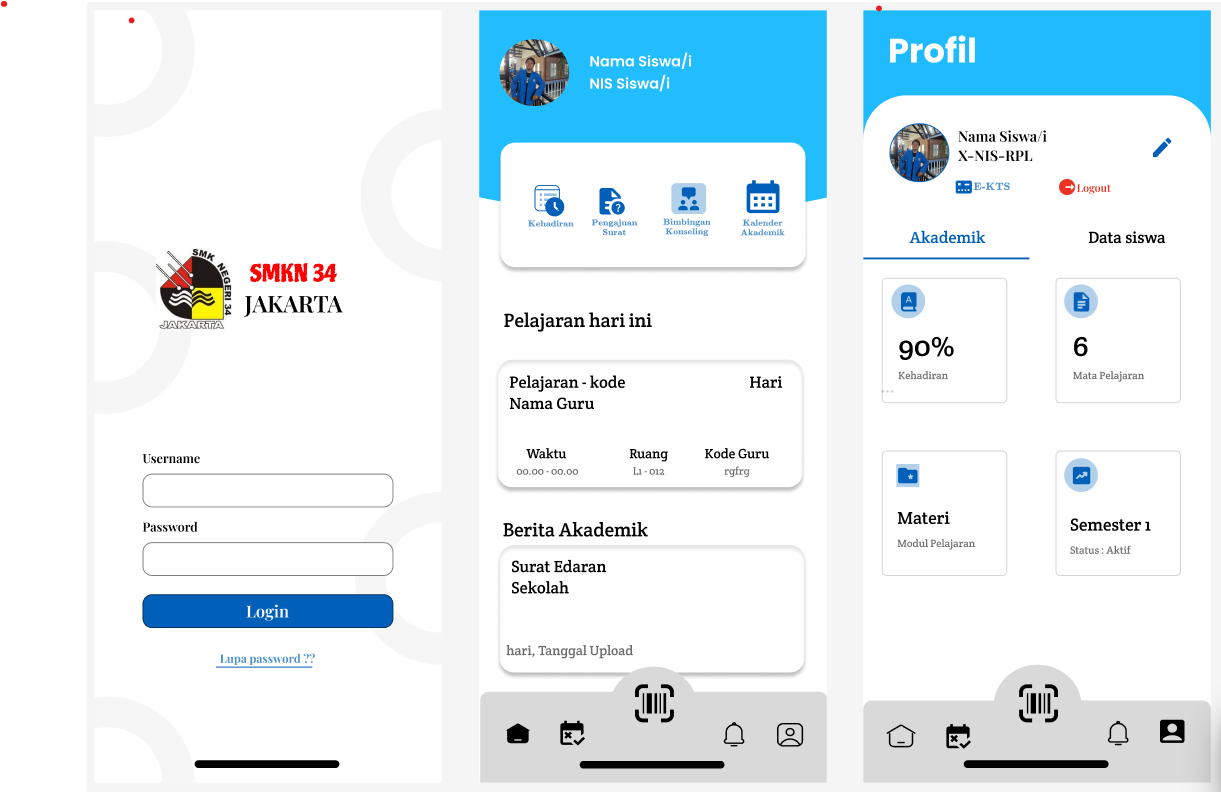 SMK NEGERI 34
JAKARTA
SMKN 34
JAKARTA
Username
Password
Login
Lupa password ??
Nama Siswa/i
NIS Siswa/i
Kehadiran
Pengajuan
Surat
Bimbingan
Konseling
Kalender
Akademik
Pelajaran hari ini
Pelajaran - kode Hari
Nama Guru
Waktu Ruang Kode Guru
00.00 - 00.00 L1 - 012 rgfrg
Berita Akademik
Surat Edaran
Sekolah
hari, Tanggal Upload
Profil
Nama Siswa/i
X-NIS-RPL
E-KTS Logout
Akademik Data siswa
A
90%
Kehadiran
6
Mata Pelajaran
Materi
Modul Pelajaran
Semester 1
Status : Aktif